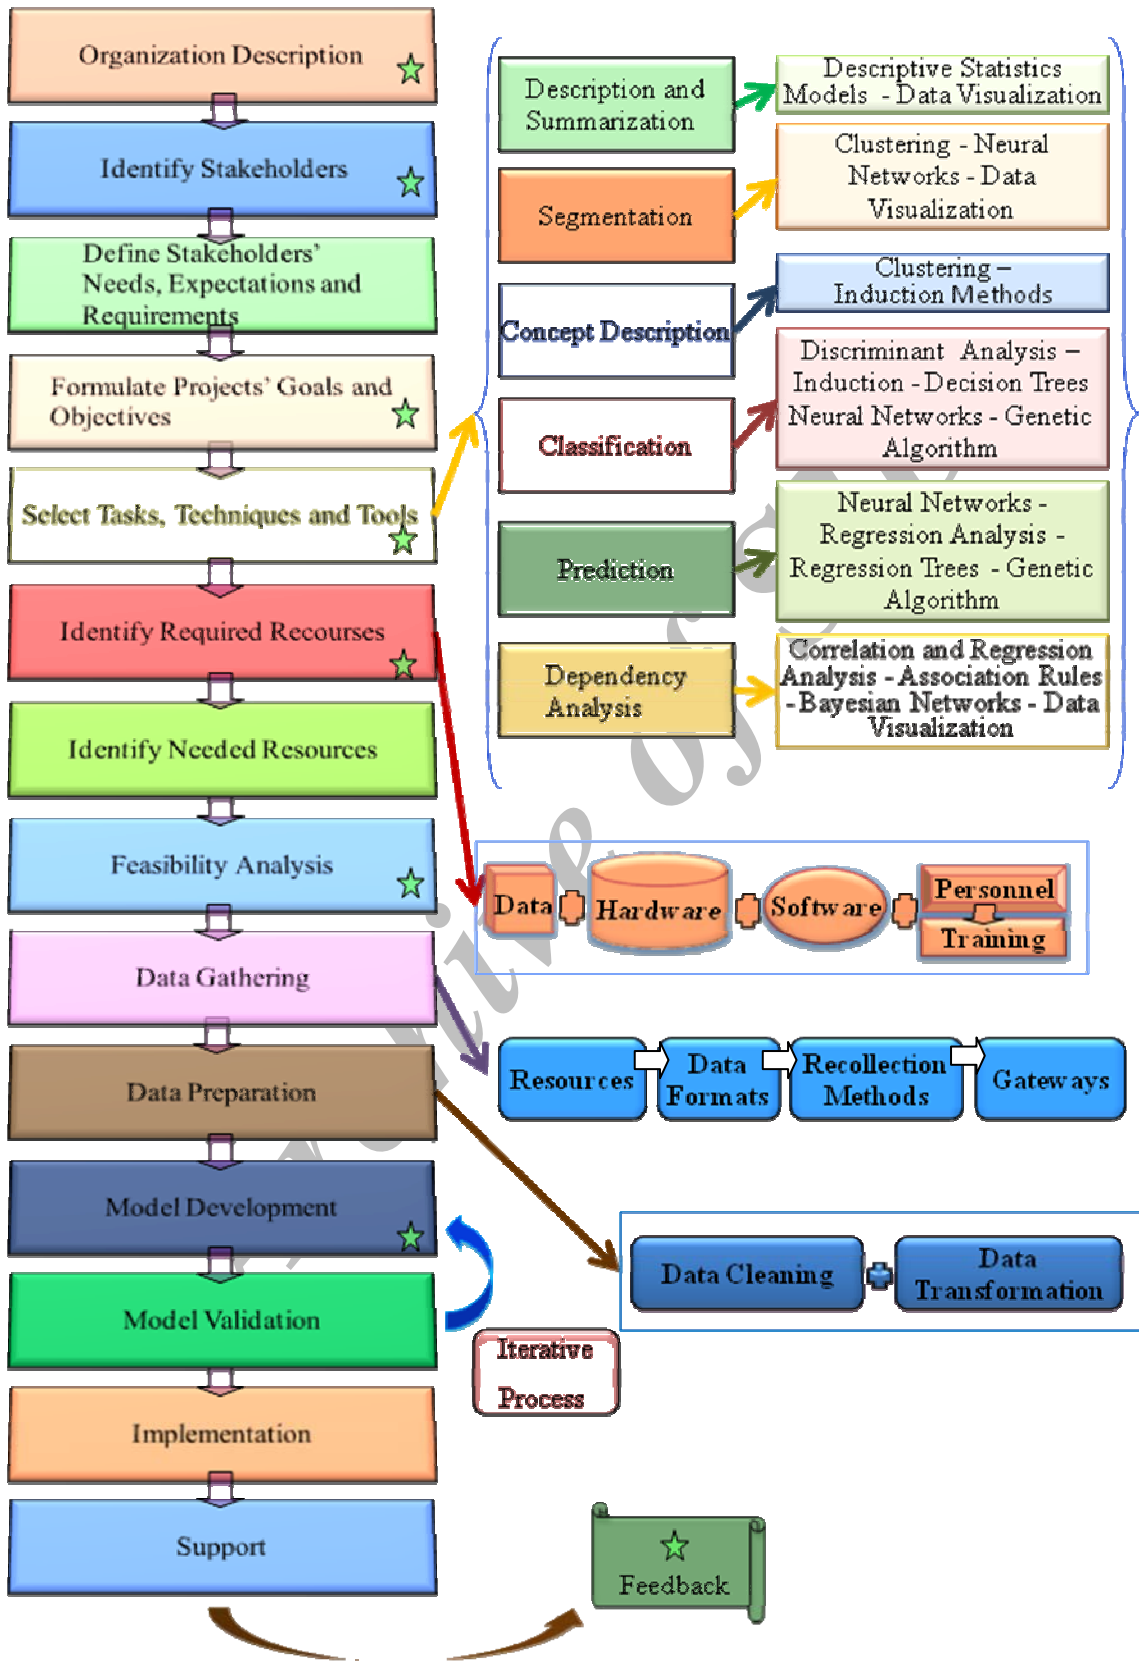 Organization Description
Identify Stakeholders
Define Stakeholders'
Needs, Expectations and
Requirements
Formulate Projects' Goals and
Objectives
Select Tasks, Techniques and Tools
Identify Required Recourses
Identify Needed Resources
Feasibility Analysis
Data Gathering
Data Preparation
Model Development
Model Validation
Implementation
Support
Description and
Summarization
Descriptive Statistics
Models - Data Visualization
Segmentation
Clustering - Neural
Networks - Data
Visualization
Concept Description
Clustering –
Induction Methods
Classification
Discriminant Analysis –
Induction - Decision Trees
Neural Networks - Genetic
Algorithm
Prediction
Neural Networks -
Regression Analysis -
Regression Trees - Genetic
Algorithm
Dependency
Analysis
Correlation and Regression
Analysis - Association Rules
- Bayesian Networks - Data
Visualization
Data
Hardware
Software
Personnel
Training
Resources
Data
Formats
Recollection
Methods
Gateways
Data Cleaning
Data
Transformation
Iterative
Process
Feedback